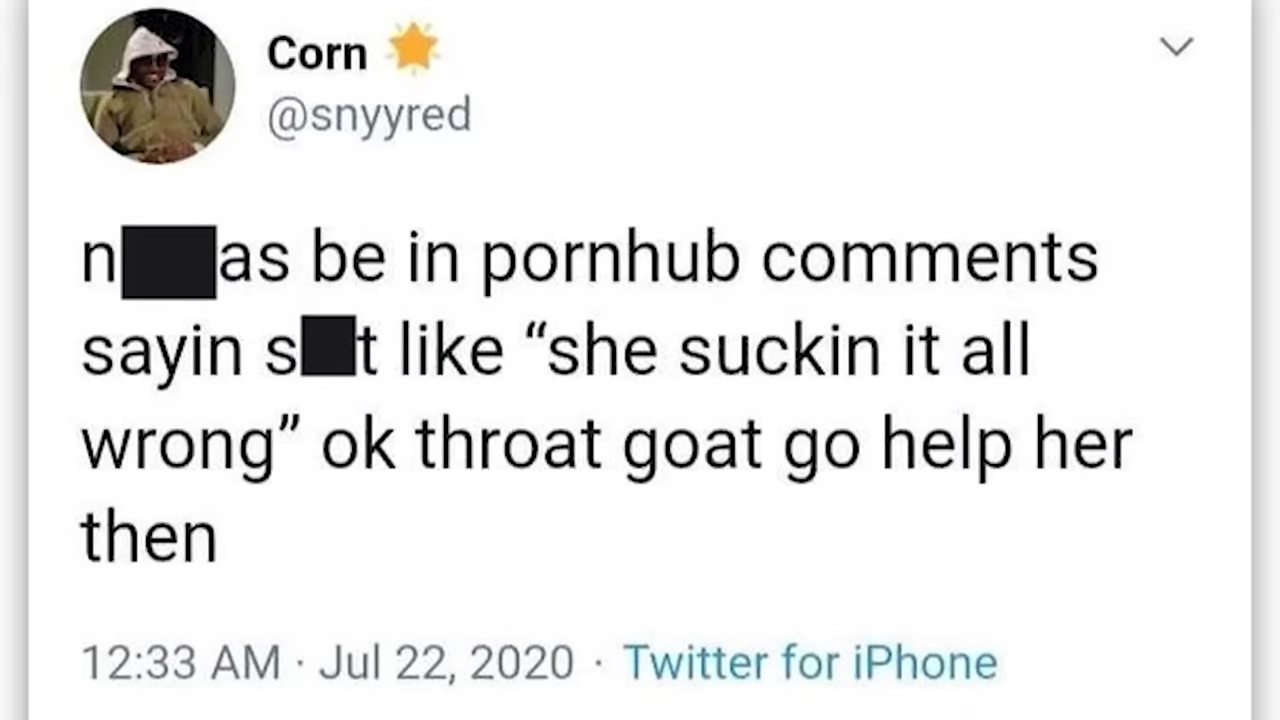 Corn
@snyyred
n██as be in pornhub comments
sayin s█t like “she suckin it all
wrong” ok throat goat go help her
then
12:33 AM · Jul 22, 2020 · Twitter for iPhone